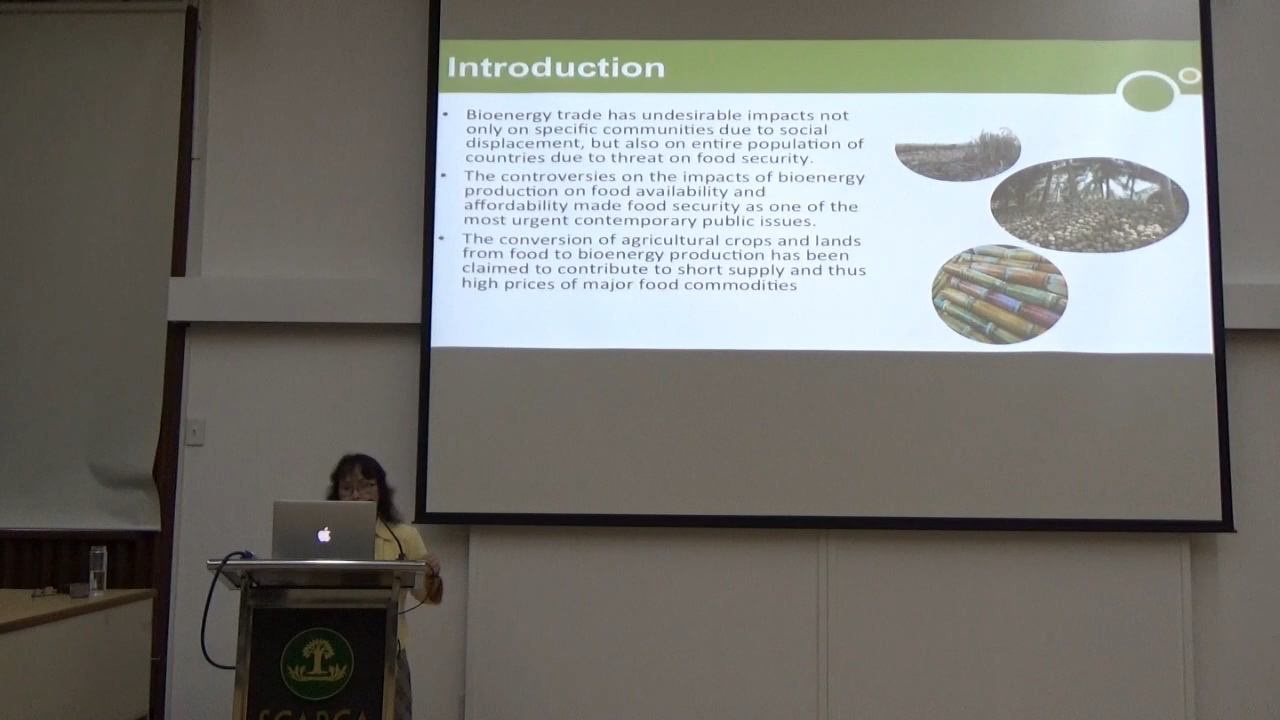 Introduction
• Bioenergy trade has undesirable impacts not
only on specific communities due to social
displacement, but also on entire population of
countries due to threat on food security.
• The controversies on the impacts of bioenergy
production on food availability and
affordability made food security as one of the
most urgent contemporary public issues.
• The conversion of agricultural crops and lands
from food to bioenergy production has been
claimed to contribute to short supply and thus
high prices of major food commodities
SEARCA